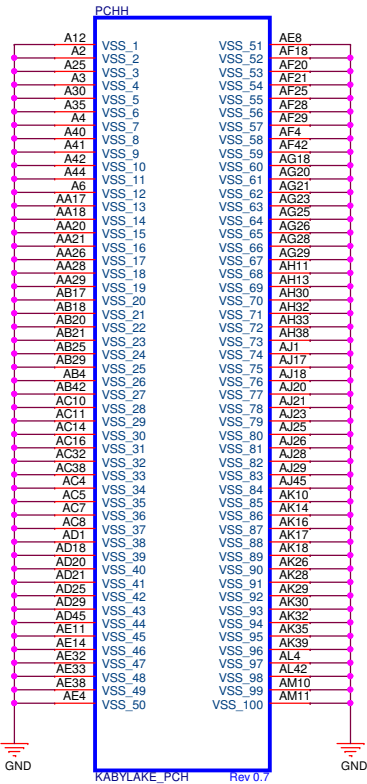 PCHH
A12 VSS_1 VSS_51 AE8
A2 VSS_2 VSS_52 AF18
A25 VSS_3 VSS_53 AF20
A3 VSS_4 VSS_54 AF21
A30 VSS_5 VSS_55 AF25
A35 VSS_6 VSS_56 AF28
A4 VSS_7 VSS_57 AF29
A40 VSS_8 VSS_58 AF4
A41 VSS_9 VSS_59 AF42
A42 VSS_10 VSS_60 AG18
A44 VSS_11 VSS_61 AG20
A6 VSS_12 VSS_62 AG21
AA17 VSS_13 VSS_63 AG23
AA18 VSS_14 VSS_64 AG25
AA20 VSS_15 VSS_65 AG26
AA21 VSS_16 VSS_66 AG28
AA26 VSS_17 VSS_67 AG29
AA28 VSS_18 VSS_68 AH11
AA29 VSS_19 VSS_69 AH13
AB17 VSS_20 VSS_70 AH30
AB18 VSS_21 VSS_71 AH32
AB20 VSS_22 VSS_72 AH33
AB21 VSS_23 VSS_73 AH38
AB25 VSS_24 VSS_74 AJ1
AB29 VSS_25 VSS_75 AJ17
AB4 VSS_26 VSS_76 AJ18
AB42 VSS_27 VSS_77 AJ20
AC10 VSS_28 VSS_78 AJ21
AC11 VSS_29 VSS_79 AJ23
AC14 VSS_30 VSS_80 AJ25
AC16 VSS_31 VSS_81 AJ26
AC32 VSS_32 VSS_82 AJ28
AC38 VSS_33 VSS_83 AJ29
AC4 VSS_34 VSS_84 AJ45
AC5 VSS_35 VSS_85 AK10
AC7 VSS_36 VSS_86 AK14
AC8 VSS_37 VSS_87 AK16
AD1 VSS_38 VSS_88 AK17
AD18 VSS_39 VSS_89 AK18
AD20 VSS_40 VSS_90 AK26
AD21 VSS_41 VSS_91 AK28
AD25 VSS_42 VSS_92 AK29
AD29 VSS_43 VSS_93 AK30
AD45 VSS_44 VSS_94 AK32
AE11 VSS_45 VSS_95 AK35
AE14 VSS_46 VSS_96 AK39
AE32 VSS_47 VSS_97 AL4
AE33 VSS_48 VSS_98 AL42
AE38 VSS_49 VSS_99 AM10
AE4 VSS_50 VSS_100 AM11
GND GND
KABYLAKE_PCH Rev 0.7